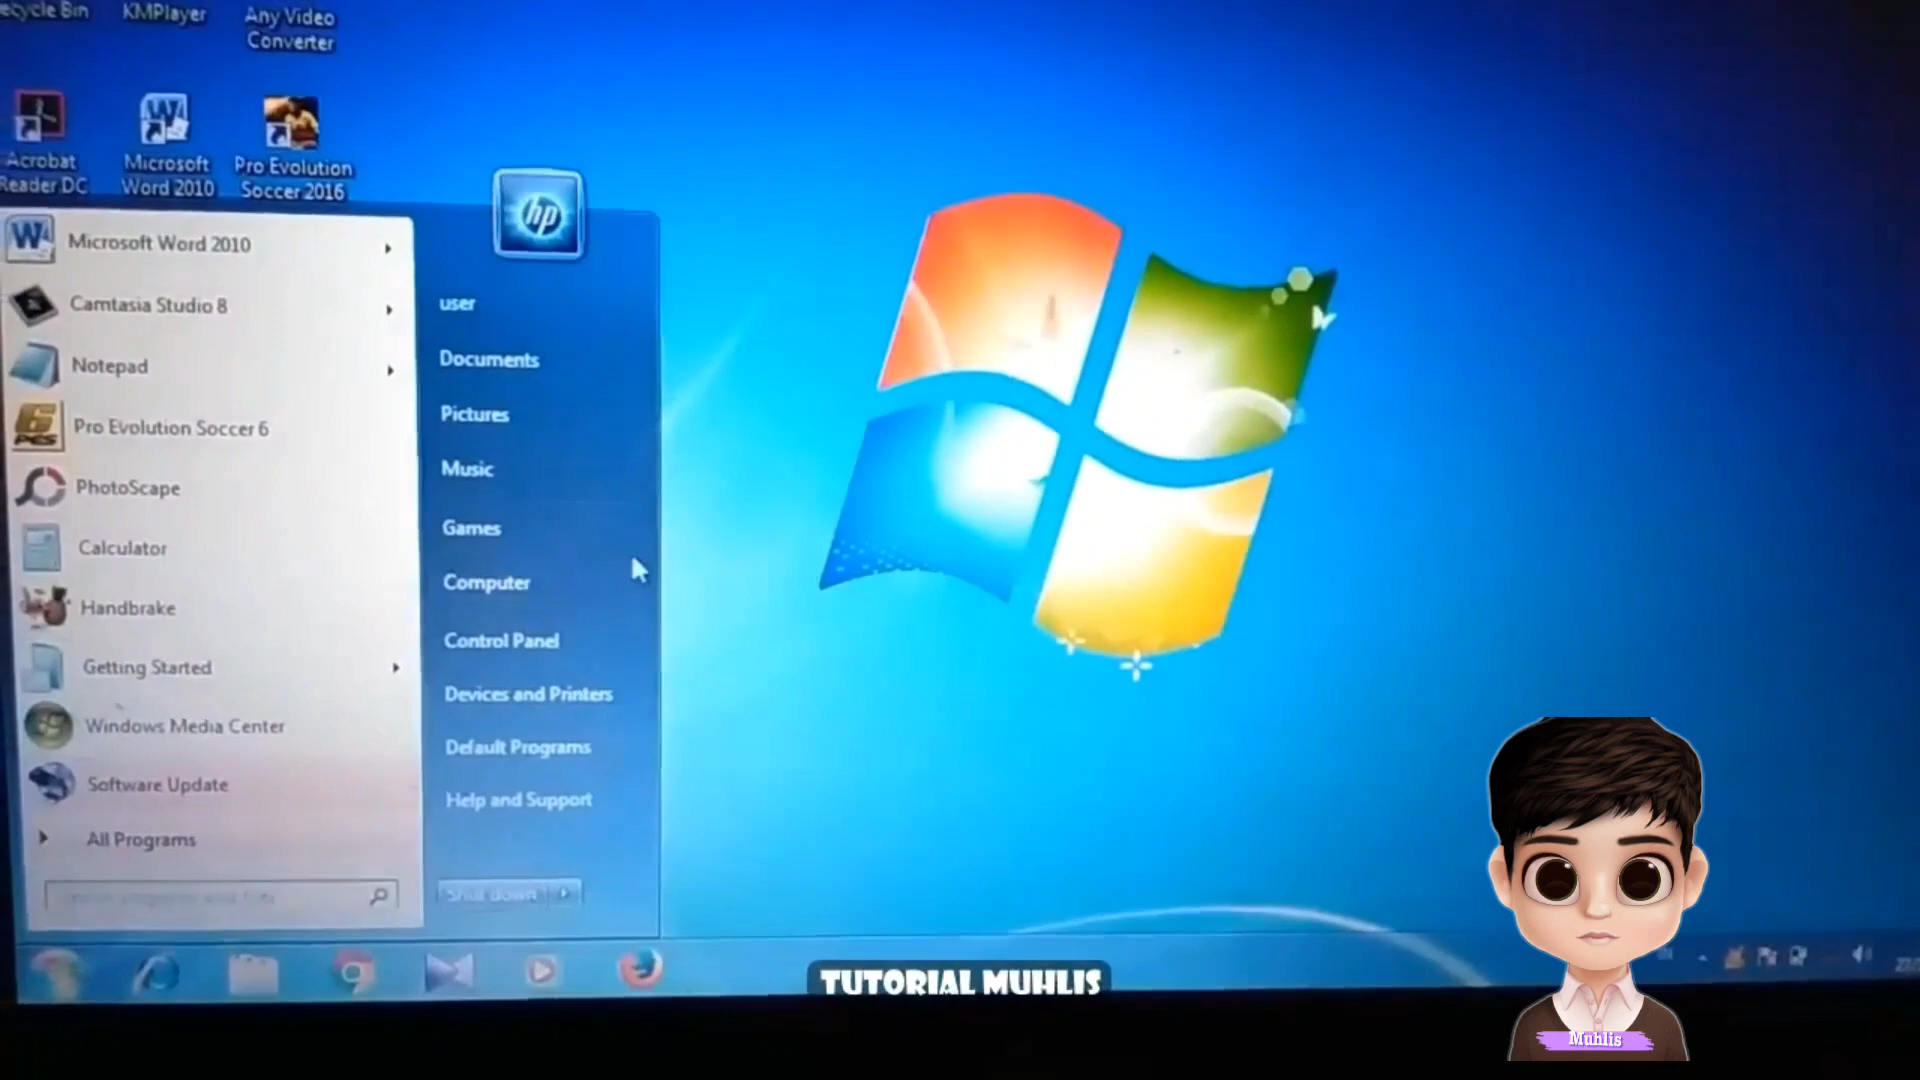 ecycle Bin
KMPlayer
Any Video
Converter
Acrobat
Reader DC
Microsoft
Word 2010
Pro Evolution
Soccer 2016
hp
Microsoft Word 2010
Camtasia Studio 8
Notepad
Pro Evolution Soccer 6
PhotoScape
Calculator
Handbrake
Getting Started
Windows Media Center
Software Update
All Programs
user
Documents
Pictures
Music
Games
Computer
Control Panel
Devices and Printers
Default Programs
Help and Support
Shut down
TUTORIAL MUHLIS
Muhlis